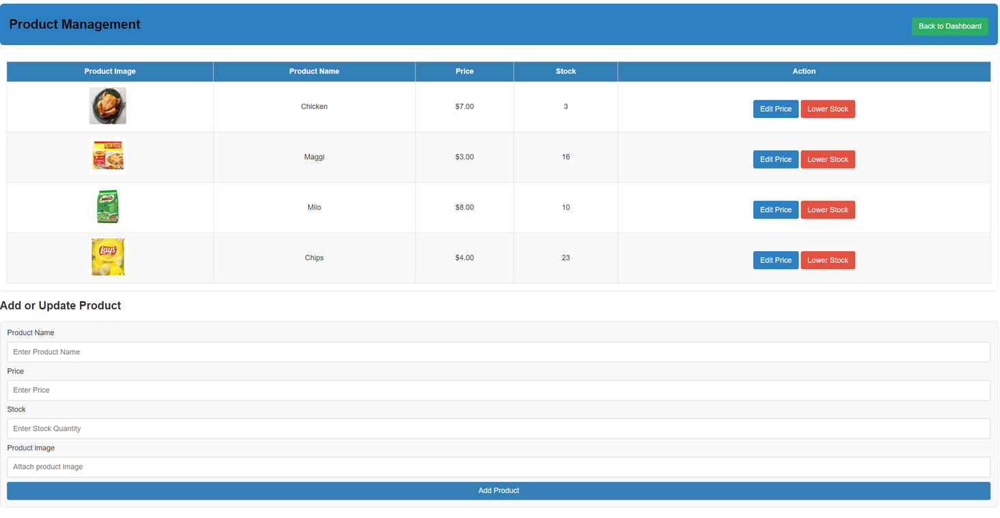 Product Management
Back to Dashboard
Product Image Product Name Price Stock Action
Chicken $7.00 3 Edit Price Lower Stock
Maggi $3.00 16 Edit Price Lower Stock
MILO
Milo $8.00 10 Edit Price Lower Stock
Lays
Classic
Chips $4.00 23 Edit Price Lower Stock
Add or Update Product
Product Name
Enter Product Name
Price
Enter Price
Stock
Enter Stock Quantity
Product image
Attach product image
Add Product